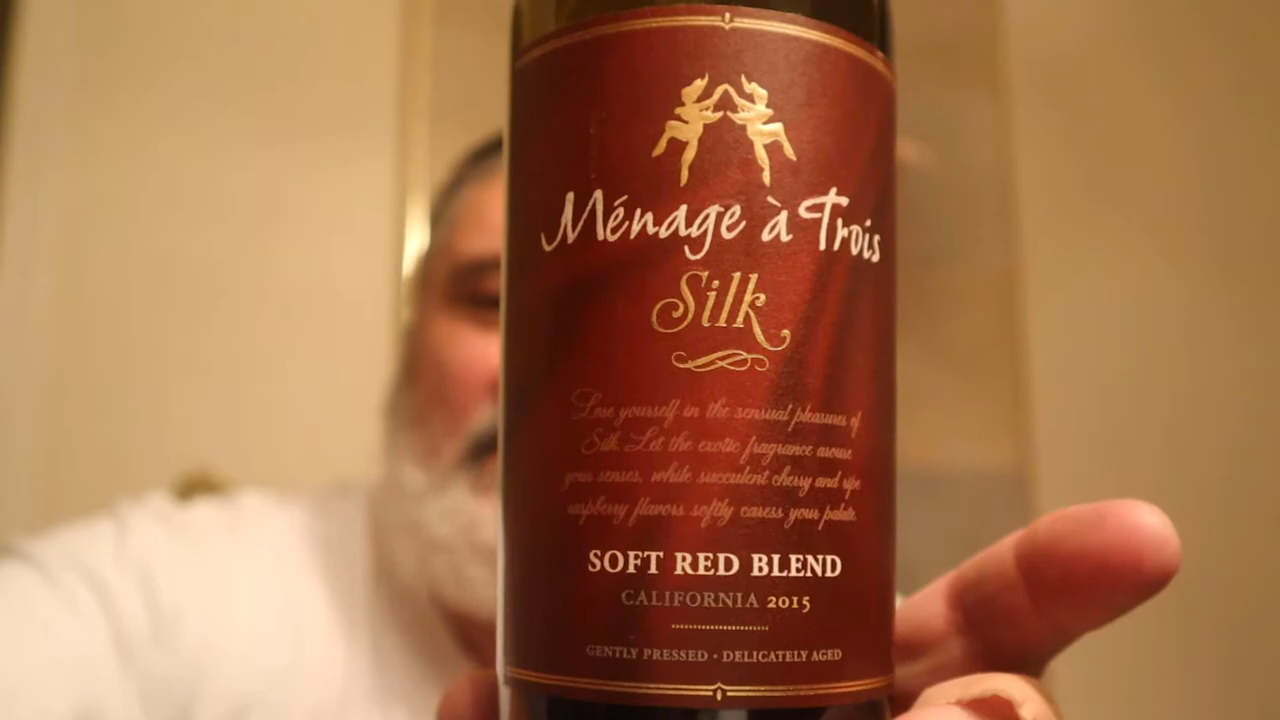 Ménage à Trois
Silk
Lose yourself in the sensual pleasures of
Silk. Let the exotic fragrance arouse
your senses, while succulent cherry and ripe
raspberry flavors softly caress your palate.
SOFT RED BLEND
CALIFORNIA 2015
GENTLY PRESSED • DELICATELY AGED